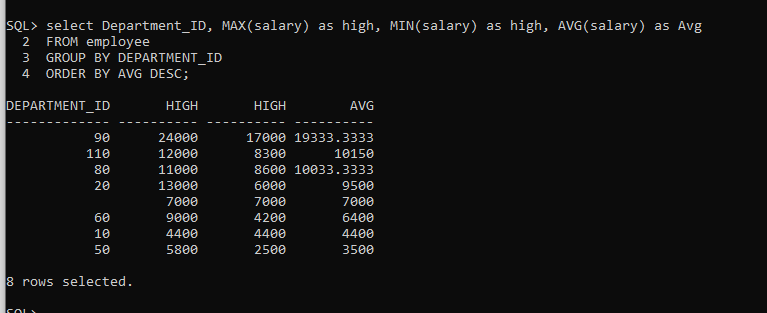 SQL> select Department_ID, MAX(salary) as high, MIN(salary) as high, AVG(salary) as Avg
2 FROM employee
3 GROUP BY DEPARTMENT_ID
4 ORDER BY AVG DESC;
DEPARTMENT_ID HIGH HIGH AVG
------------- ---------- ---------- ----------
90 24000 17000 19333.3333
110 12000 8300 10150
80 11000 8600 10033.3333
20 13000 6000 9500
7000 7000 7000
60 9000 4200 6400
10 4400 4400 4400
50 5800 2500 3500
8 rows selected.
SQL>